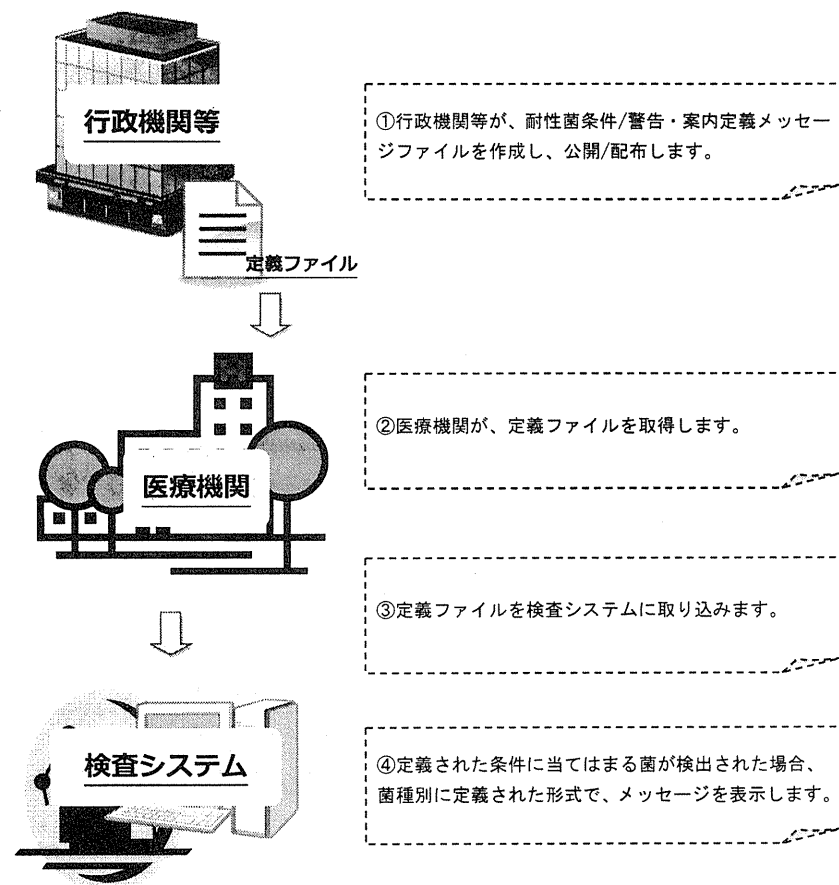 行政機関等
定義ファイル
①行政機関等が、耐性菌条件/警告・案内定義メッセー
ジファイルを作成し、公開/配布します。
医療機関
②医療機関が、定義ファイルを取得します。
③定義ファイルを検査システムに取り込みます。
検査システム
④定義された条件に当てはまる菌が検出された場合、
菌種別に定義された形式で、メッセージを表示します。